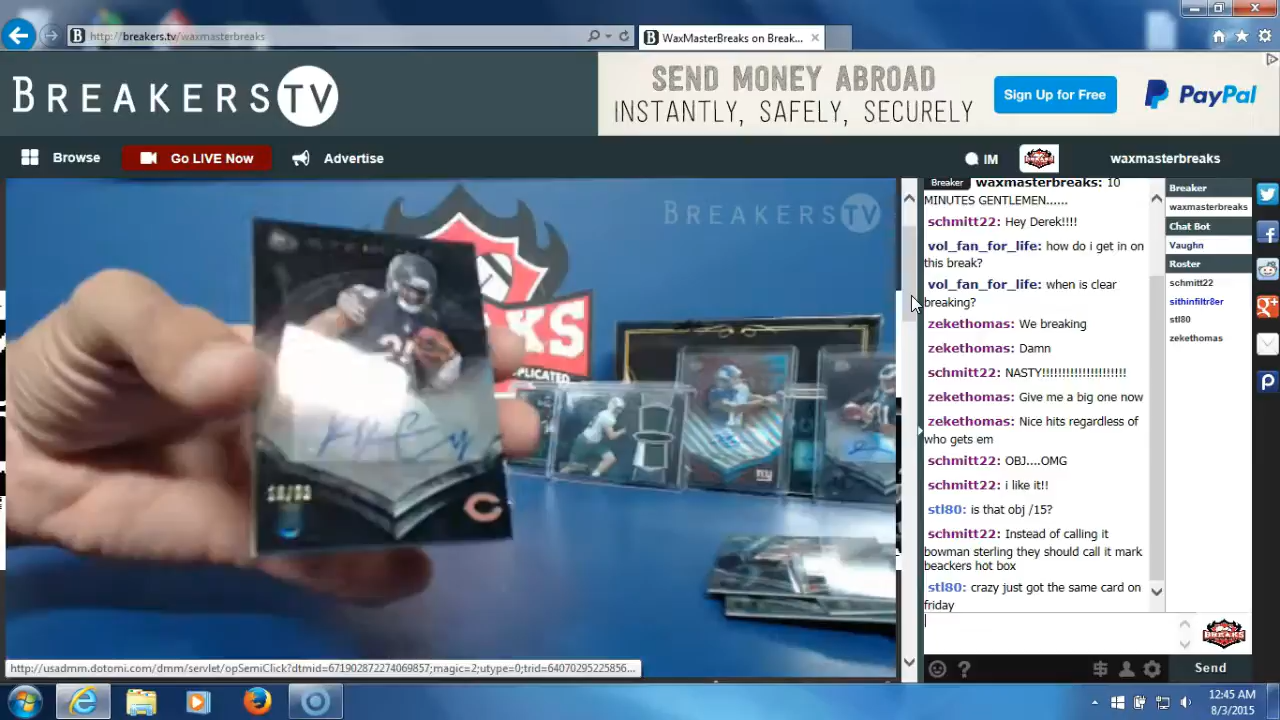 http://breakers.tv/waxmasterbreaks
WaxMasterBreaks on Break...
BREAKERS TV
SEND MONEY ABROAD
INSTANTLY, SAFELY, SECURELY
Sign Up for Free
PayPal
Browse
Go LIVE Now
Advertise
IM
waxmasterbreaks
BREAKERS TV
Breaker waxmasterbreaks: 10
MINUTES GENTLEMEN......
schmitt22: Hey Derek!!!!
vol_fan_for_life: how do i get in on
this break?
vol_fan_for_life: when is clear
breaking?
zekethomas: We breaking
zekethomas: Damn
schmitt22: NASTY!!!!!!!!!!!!!!!!!!!!!
zekethomas: Give me a big one now
zekethomas: Nice hits regardless of
who gets em
schmitt22: OBJ....OMG
schmitt22: i like it!!
stl80: is that obj /15?
schmitt22: Instead of calling it
bowman sterling they should call it mark
beackers hot box
stl80: crazy just got the same card on
friday
Breaker
waxmasterbreaks
Chat Bot
Vaughn
Roster
schmitt22
sithinfiltr8er
stl80
zekethomas
BREAKS
Send
http://usadmm.dotomi.com/dmm/servlet/opSemiClick?dtmid=671902872274069857;magic=2;utype=0;trid=64070295225856...
12:45 AM
8/3/2015